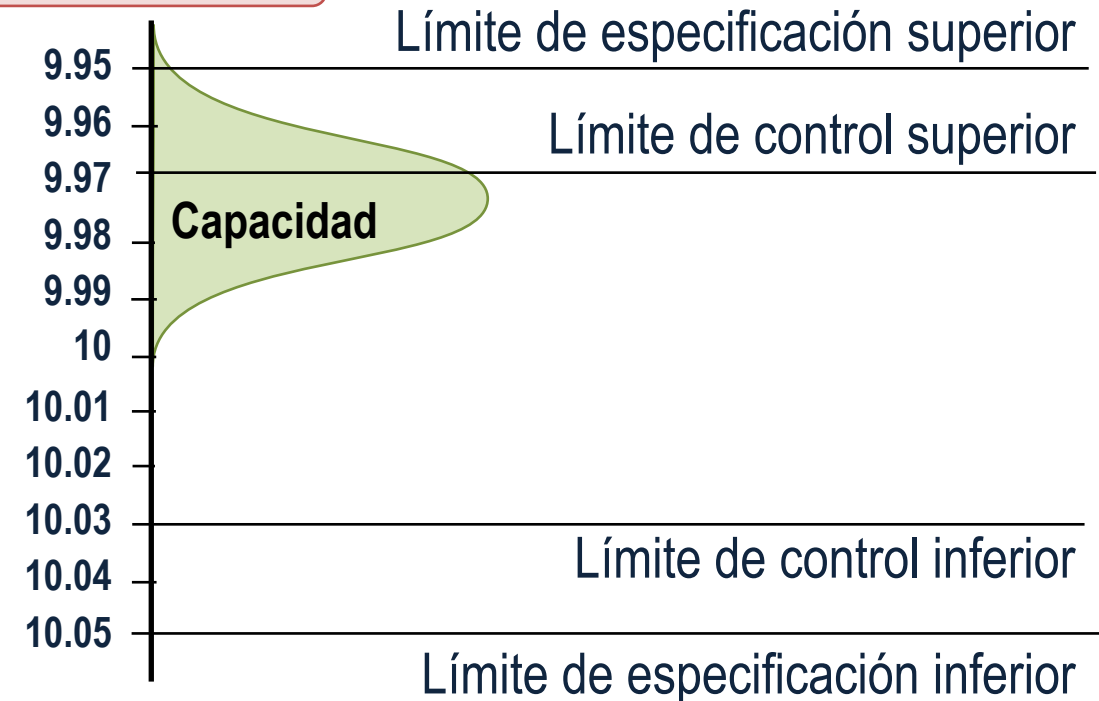 Límite de especificación superior
9.95
9.96
Límite de control superior
9.97
Capacidad
9.98
9.99
10
10.01
10.02
10.03
Límite de control inferior
10.04
10.05
Límite de especificación inferior